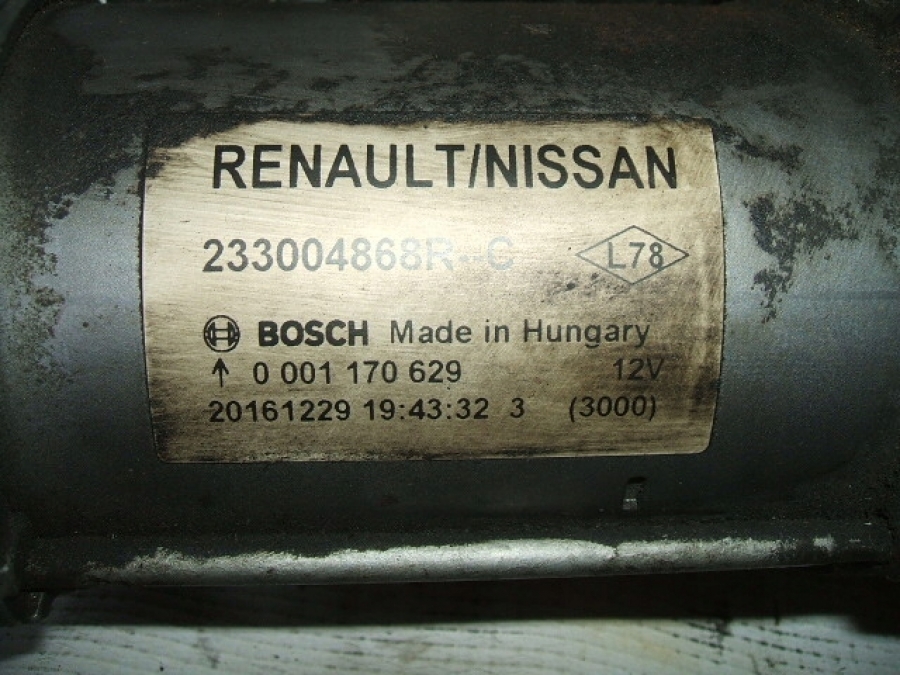 RENAULT/NISSAN
233004868R--C L78
BOSCH Made in Hungary
↑ 0 001 170 629 12V
20161229 19:43:32 3 (3000)